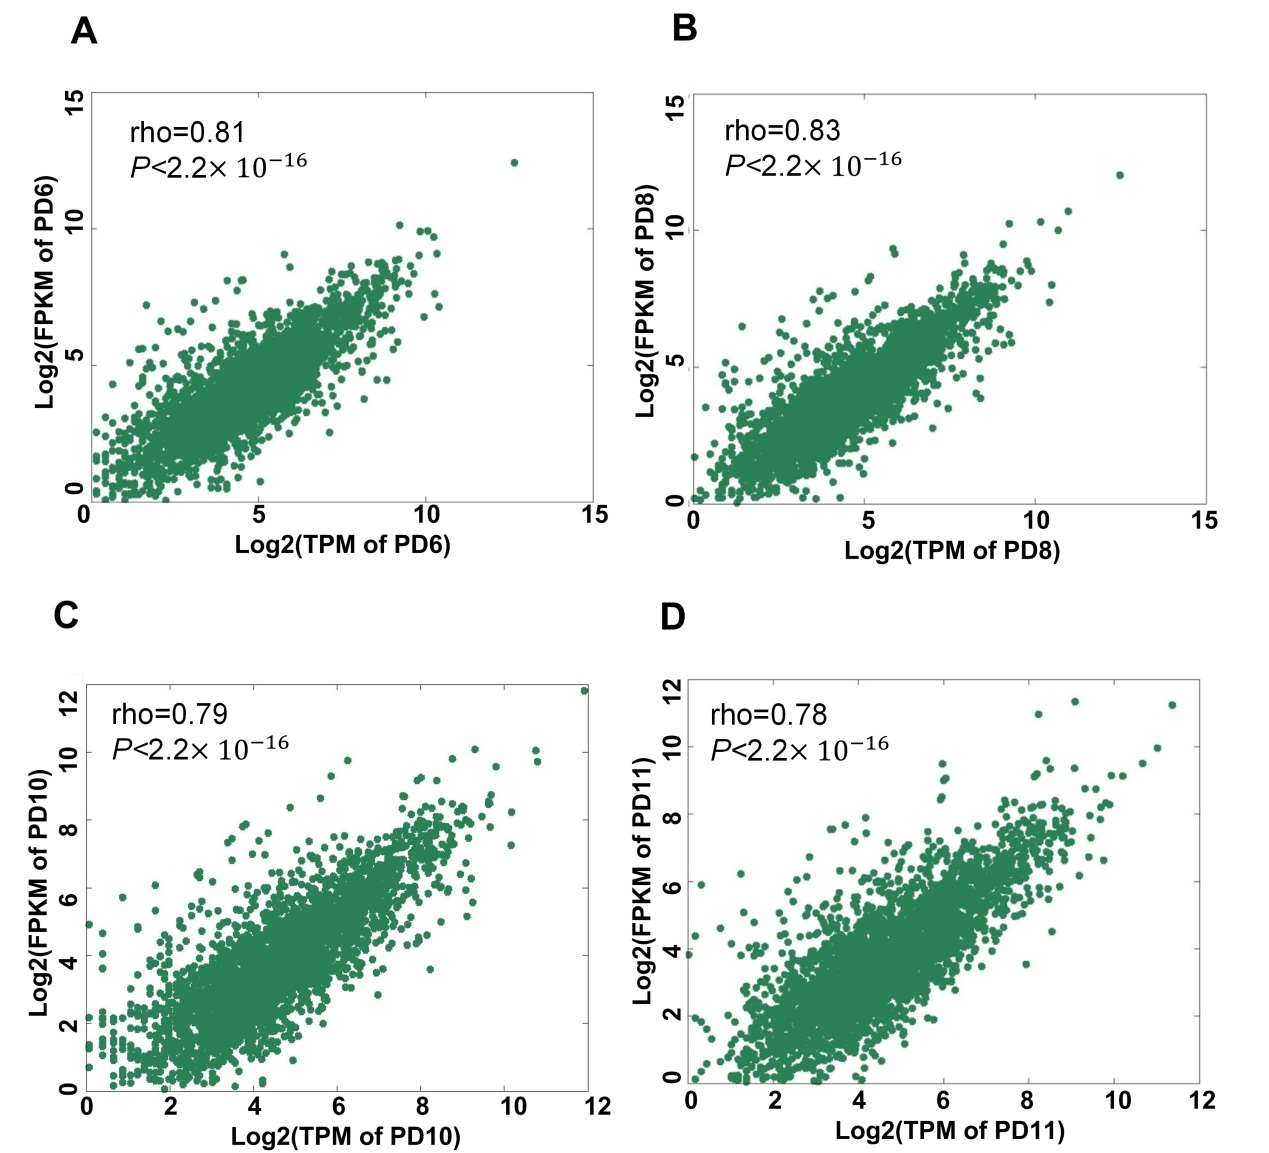 A
rho=0.81
P<2.2× 10⁻¹⁶
15
10
5
0
Log2(FPKM of PD6)
0 5 10 15
Log2(TPM of PD6)
B
rho=0.83
P<2.2× 10⁻¹⁶
15
10
5
0
Log2(FPKM of PD8)
0 5 10 15
Log2(TPM of PD8)
C
rho=0.79
P<2.2× 10⁻¹⁶
12
10
8
6
4
2
0
Log2(FPKM of PD10)
0 2 4 6 8 10 12
Log2(TPM of PD10)
D
rho=0.78
P<2.2× 10⁻¹⁶
12
10
8
6
4
2
0
Log2(FPKM of PD11)
0 2 4 6 8 10 12
Log2(TPM of PD11)